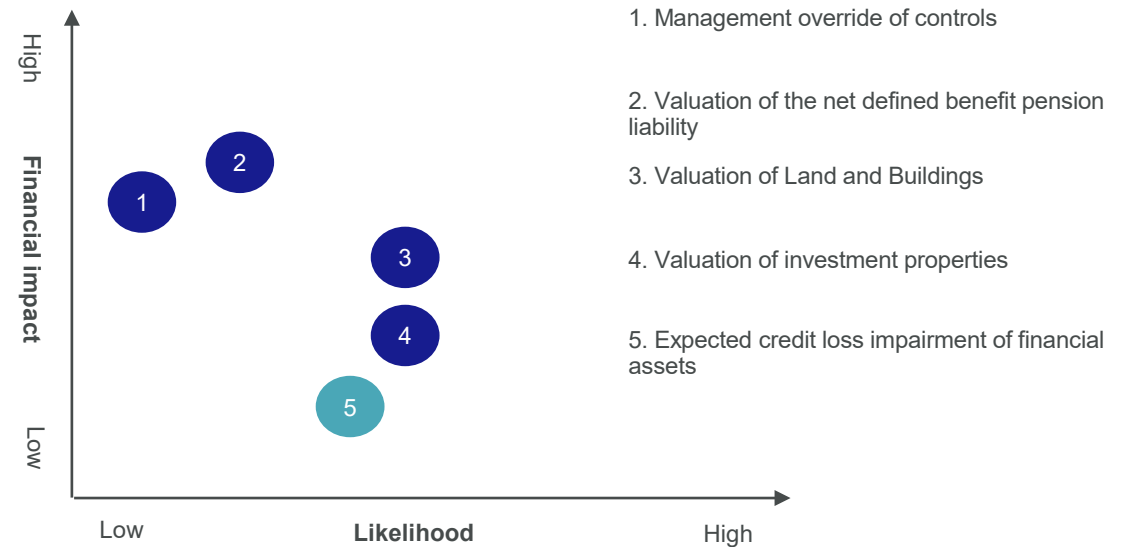 High
Financial impact
Low
1
2
3
4
5
Low
Likelihood
High
1. Management override of controls
2. Valuation of the net defined benefit pension
liability
3. Valuation of Land and Buildings
4. Valuation of investment properties
5. Expected credit loss impairment of financial
assets